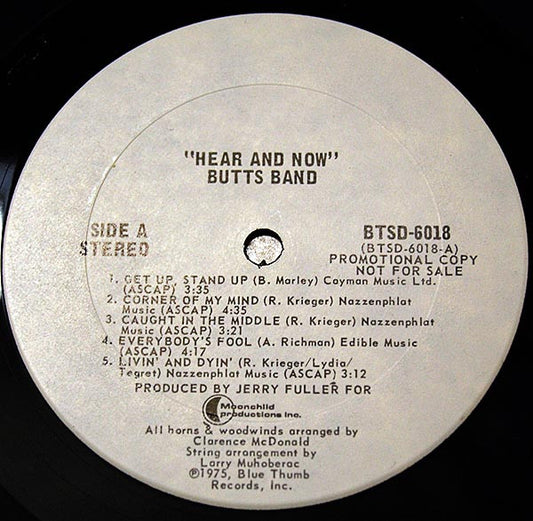 "HEAR AND NOW"
BUTTS BAND
SIDE A
STEREO
BTSD-6018
(BTSD-6018-A)
PROMOTIONAL COPY
NOT FOR SALE
1. GET UP, STAND UP (B. Marley) Cayman Music Ltd.
(ASCAP) 3:35
2. CORNER OF MY MIND (R. Krieger) Nazzenphlat
Music (ASCAP) 4:35
3. CAUGHT IN THE MIDDLE (R. Krieger) Nazzenphlat
Music (ASCAP) 3:21
4. EVERYBODY'S FOOL (A. Richman) Edible Music
(ASCAP) 4:17
5. LIVIN' AND DYIN' (R. Krieger/Lydia/
Tegret) Nazzenphlat Music (ASCAP) 3:12
PRODUCED BY JERRY FULLER FOR
Moonchild
productions inc.
All horns & woodwinds arranged by
Clarence McDonald
String arrangement by
Larry Muhoberac
℗1975, Blue Thumb
Records, Inc.